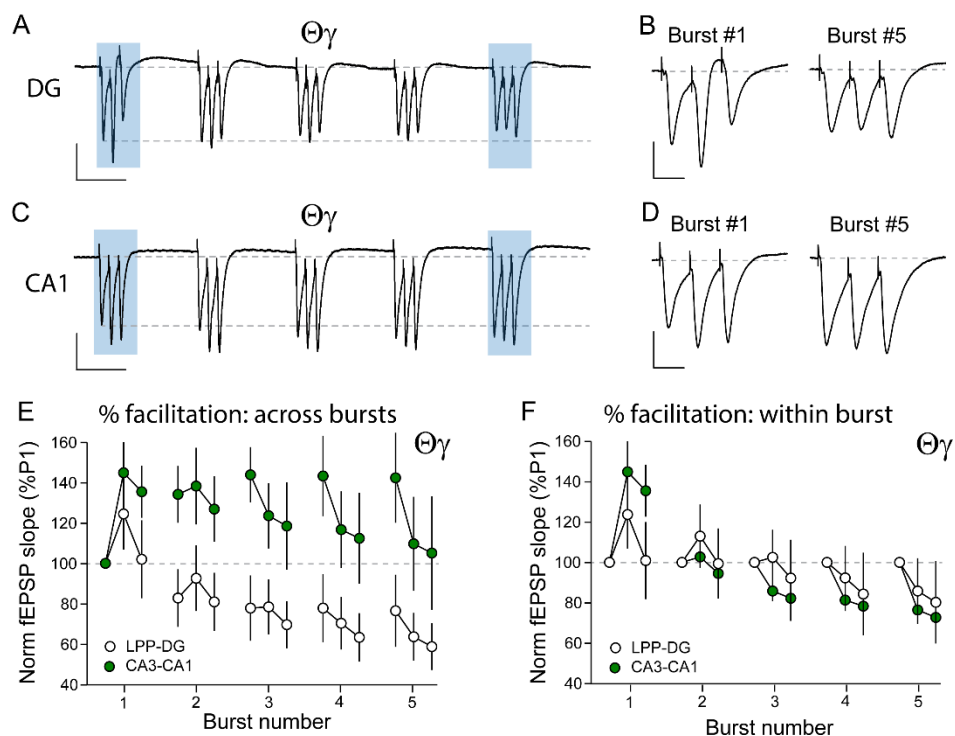 A
Θγ
DG
B
Burst #1
Burst #5
C
Θγ
CA1
D
Burst #1
Burst #5
E
% facilitation: across bursts
Θγ
Norm fEPSP slope (%P1)
160
140
120
100
80
60
40
LPP-DG
CA3-CA1
1 2 3 4 5
Burst number
F
% facilitation: within burst
Θγ
Norm fEPSP slope (%P1)
160
140
120
100
80
60
40
LPP-DG
CA3-CA1
1 2 3 4 5
Burst number